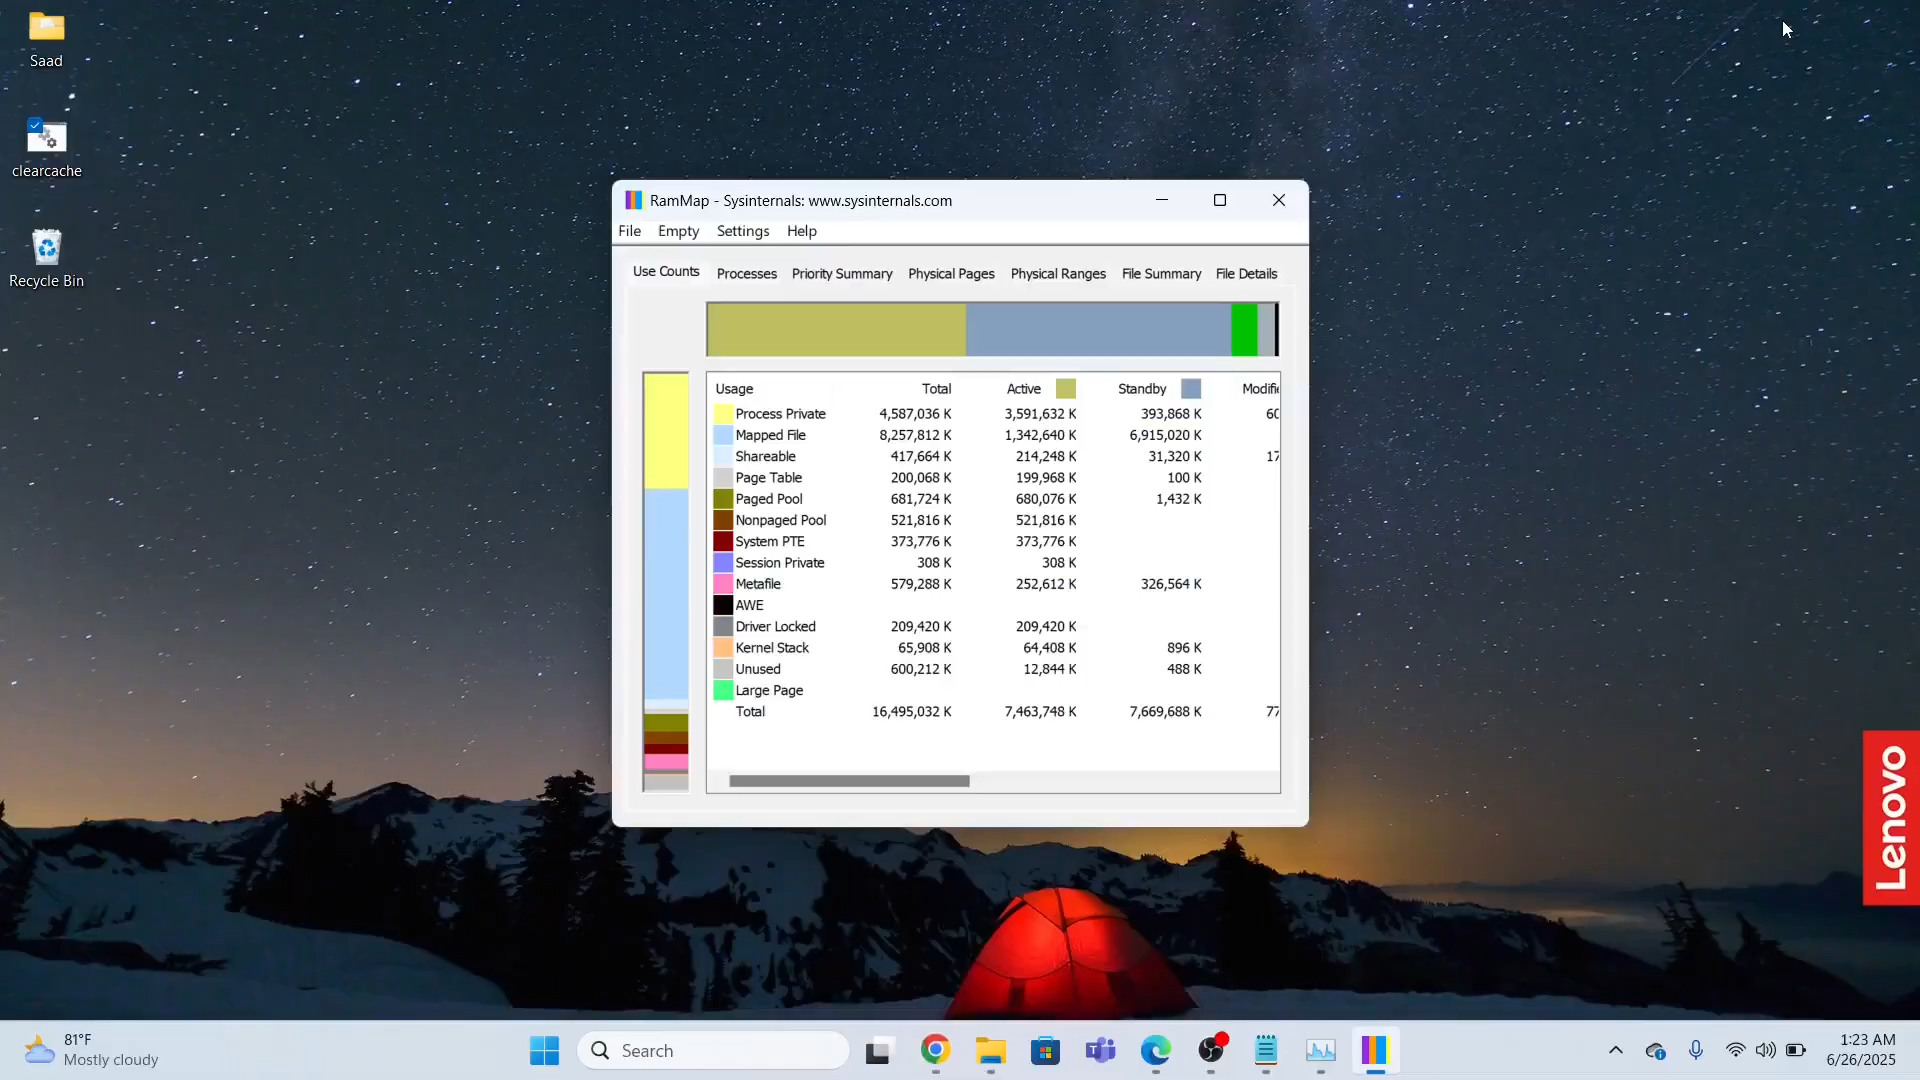 Saad
clearcache
Recycle Bin
RamMap - Sysinternals: www.sysinternals.com
File Empty Settings Help
Use Counts Processes Priority Summary Physical Pages Physical Ranges File Summary File Details
Usage Total Active Standby Modifie
Process Private 4,587,036 K 3,591,632 K 393,868 K 60
Mapped File 8,257,812 K 1,342,640 K 6,915,020 K
Shareable 417,664 K 214,248 K 31,320 K 17
Page Table 200,068 K 199,968 K 100 K
Paged Pool 681,724 K 680,076 K 1,432 K
Nonpaged Pool 521,816 K 521,816 K
System PTE 373,776 K 373,776 K
Session Private 308 K 308 K
Metafile 579,288 K 252,612 K 326,564 K
AWE
Driver Locked 209,420 K 209,420 K
Kernel Stack 65,908 K 64,408 K 896 K
Unused 600,212 K 12,844 K 488 K
Large Page
Total 16,495,032 K 7,463,748 K 7,669,688 K 77
Lenovo
81°F
Mostly cloudy
Search
1:23 AM
6/26/2025